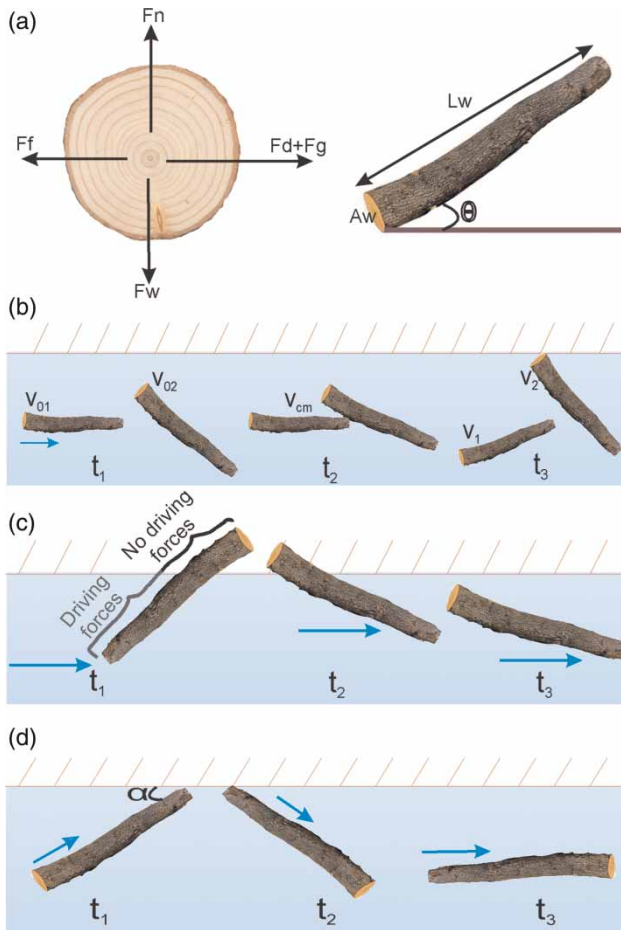 (a)
Fn
Ff
Fd+Fg
Fw
Lw
Aw
Θ
(b)
V₀₁
V₀₂
Vcm
V₁
V₂
t₁
t₂
t₃
(c)
No driving
forces
Driving
forces
t₁
t₂
t₃
(d)
α
t₁
t₂
t₃